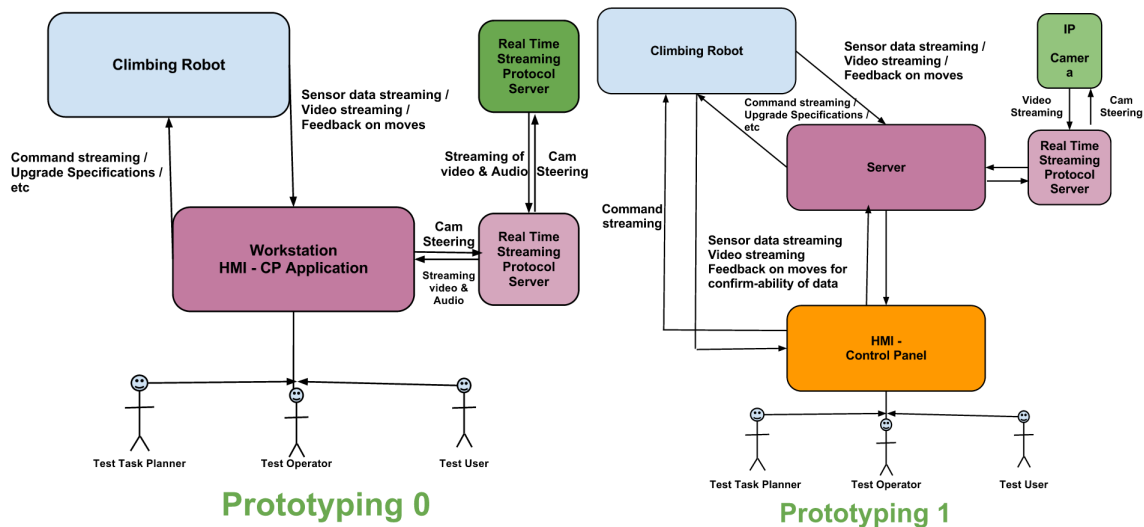 Climbing Robot
Real Time
Streaming
Protocol
Server
Sensor data streaming /
Video streaming /
Feedback on moves
Command streaming /
Upgrade Specifications /
etc
Streaming of
video & Audio
Cam
Steering
Workstation
HMI - CP Application
Cam
Steering
Streaming
video &
Audio
Real Time
Streaming
Protocol
Server
Test Task Planner
Test Operator
Test User
Prototyping 0
Climbing Robot
Sensor data streaming /
Video streaming /
Feedback on moves
IP
Camer
a
Command streaming /
Upgrade Specifications /
etc
Video
Streaming
Cam
Steering
Server
Real Time
Streaming
Protocol
Server
Command
streaming
Sensor data streaming
Video streaming
Feedback on moves for
confirm-ability of data
HMI -
Control Panel
Test Task Planner
Test Operator
Test User
Prototyping 1